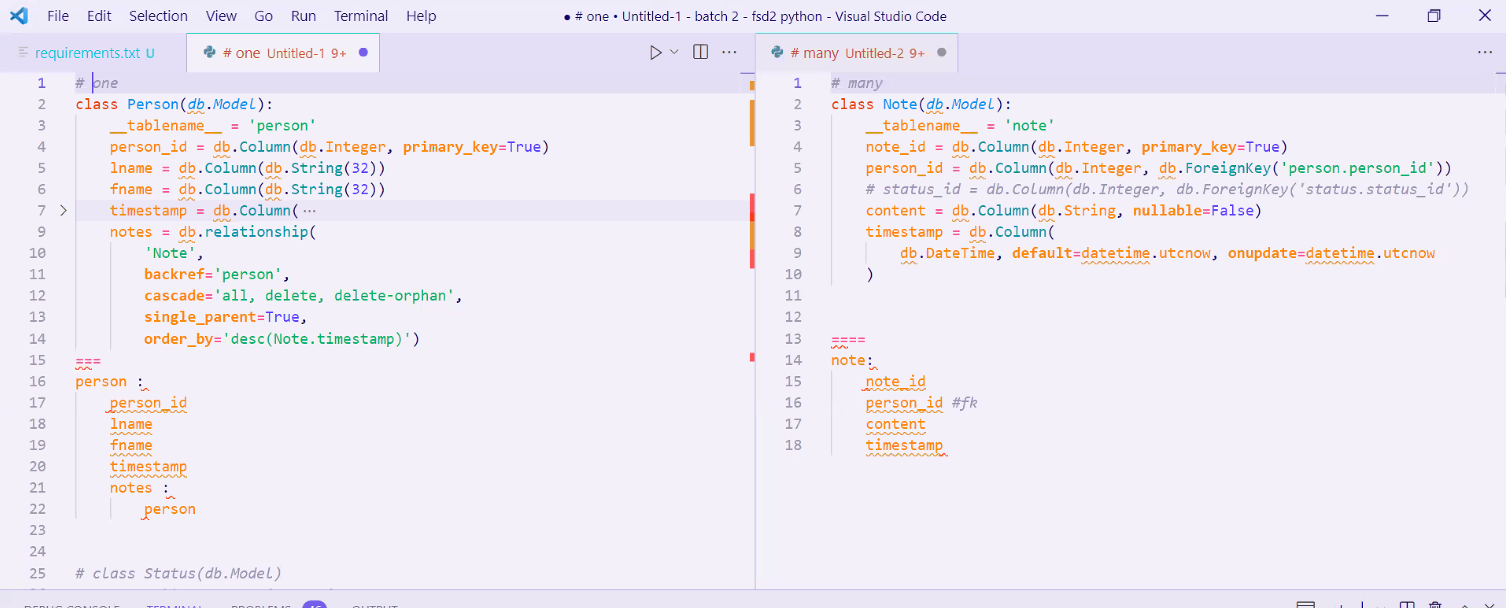 File Edit Selection View Go Run Terminal Help ● # one • Untitled-1 - batch 2 - fsd2 python - Visual Studio Code
requirements.txt U # one Untitled-1 9+ # many Untitled-2 9+
1 # one
2 class Person(db.Model):
3 __tablename__ = 'person'
4 person_id = db.Column(db.Integer, primary_key=True)
5 lname = db.Column(db.String(32))
6 fname = db.Column(db.String(32))
7 timestamp = db.Column(···
9 notes = db.relationship(
10 'Note',
11 backref='person',
12 cascade='all, delete, delete-orphan',
13 single_parent=True,
14 order_by='desc(Note.timestamp)')
15 ===
16 person :
17 person_id
18 lname
19 fname
20 timestamp
21 notes :
22 person
23
24
25 # class Status(db.Model)
1 # many
2 class Note(db.Model):
3 __tablename__ = 'note'
4 note_id = db.Column(db.Integer, primary_key=True)
5 person_id = db.Column(db.Integer, db.ForeignKey('person.person_id'))
6 # status_id = db.Column(db.Integer, db.ForeignKey('status.status_id'))
7 content = db.Column(db.String, nullable=False)
8 timestamp = db.Column(
9 db.DateTime, default=datetime.utcnow, onupdate=datetime.utcnow
10 )
11
12
13 ====
14 note:
15 note_id
16 person_id #fk
17 content
18 timestamp
DEBUG CONSOLE TERMINAL PROBLEMS OUTPUT